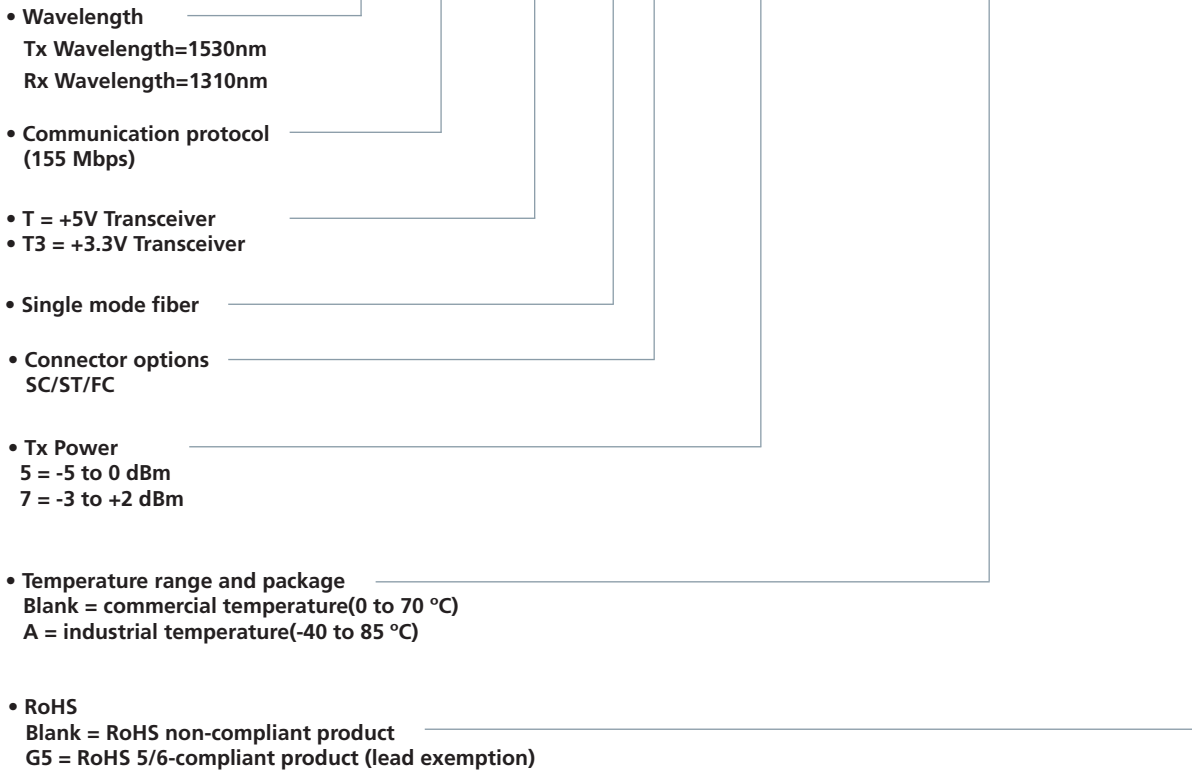 • Wavelength
Tx Wavelength=1530nm
Rx Wavelength=1310nm
• Communication protocol
(155 Mbps)
• T = +5V Transceiver
• T3 = +3.3V Transceiver
• Single mode fiber
• Connector options
SC/ST/FC
• Tx Power
5 = -5 to 0 dBm
7 = -3 to +2 dBm
• Temperature range and package
Blank = commercial temperature(0 to 70 ºC)
A = industrial temperature(-40 to 85 ºC)
• RoHS
Blank = RoHS non-compliant product
G5 = RoHS 5/6-compliant product (lead exemption)